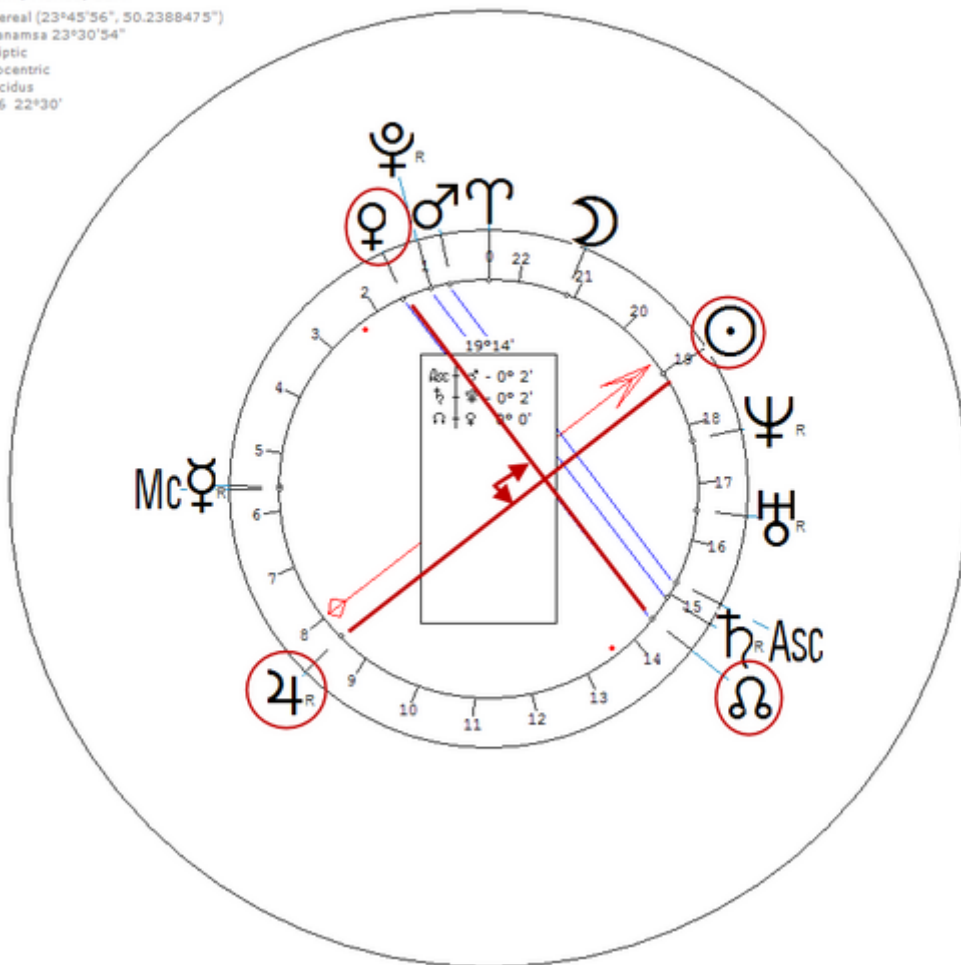 ereal (23°45'56", 50.2388475")
anamsa 23°30'54"
iptic
ocentric
cidus
6 22°30'
R
0
22
21
1
2
20
3
19°14'
19
Asc ♂ - 0° 2'
4
♄ - 0° 2'
R
☊ ♀ 0° 0'
18
5
Mc R
17
6
R
16
7
15
8
R Asc
14
9
R
13
10
12
11